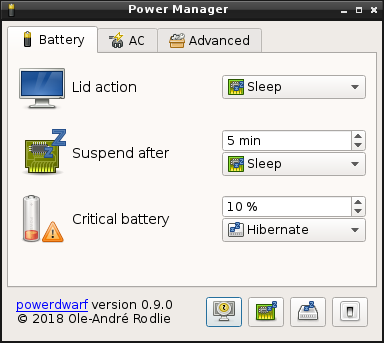 Power Manager
Battery
AC
Advanced
Lid action
Sleep
Suspend after
5 min
Sleep
Critical battery
10 %
Hibernate
powerdwarf version 0.9.0
© 2018 Ole-André Rodlie